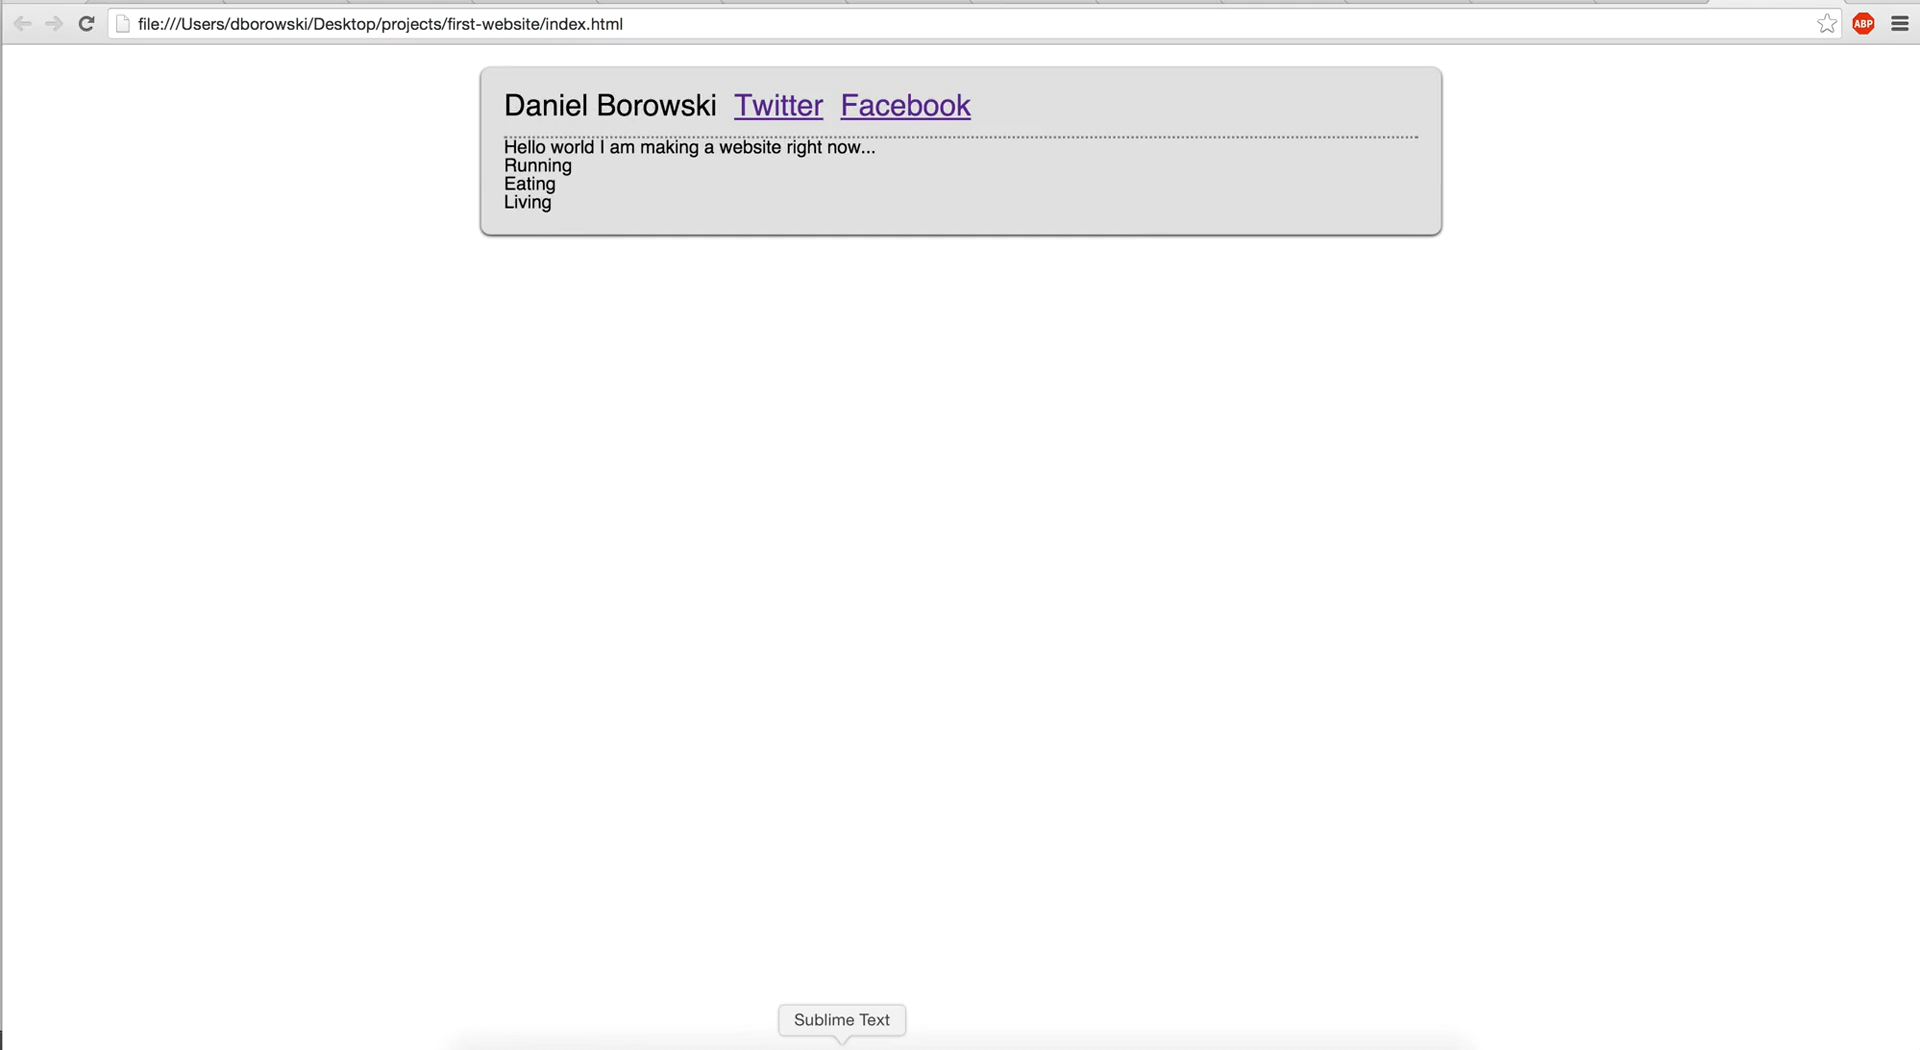 file:///Users/dborowski/Desktop/projects/first-website/index.html
ABP
Daniel Borowski Twitter Facebook
Hello world I am making a website right now...
Running
Eating
Living
Sublime Text